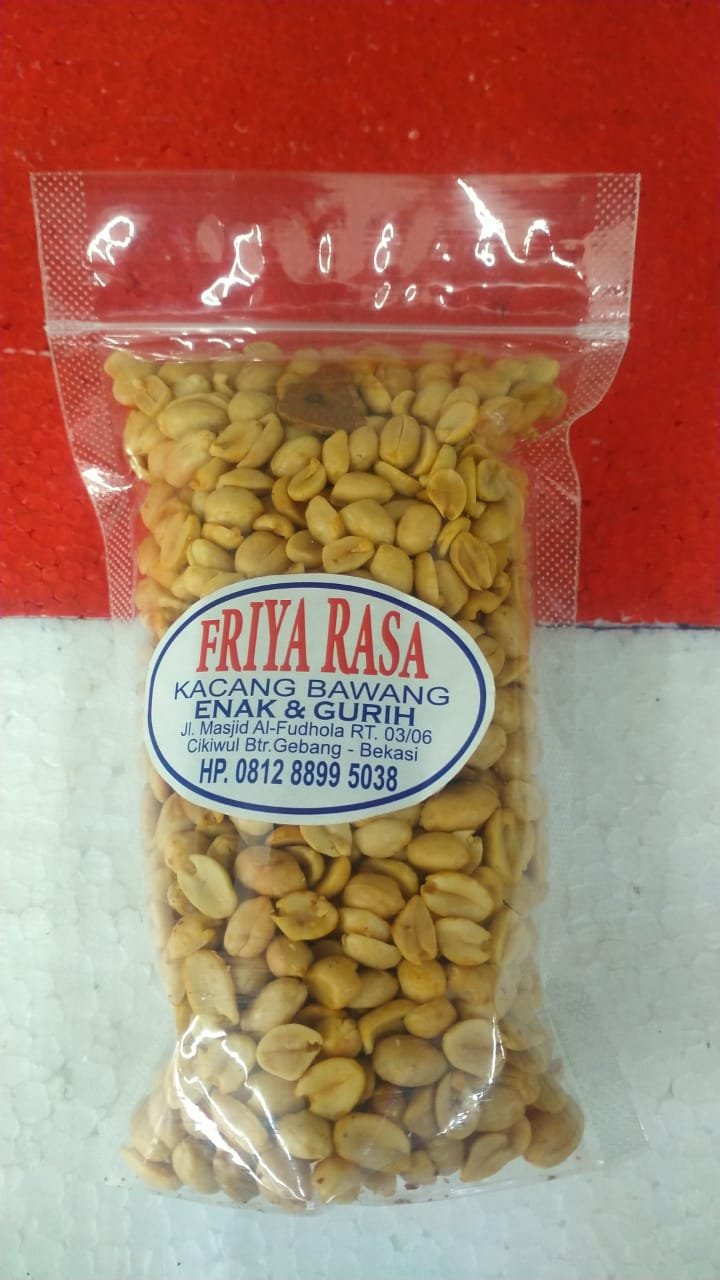 FRIYA RASA
KACANG BAWANG
ENAK & GURIH
Jl. Masjid Al-Fudhola RT. 03/06
Cikiwul Btr.Gebang - Bekasi
HP. 0812 8899 5038